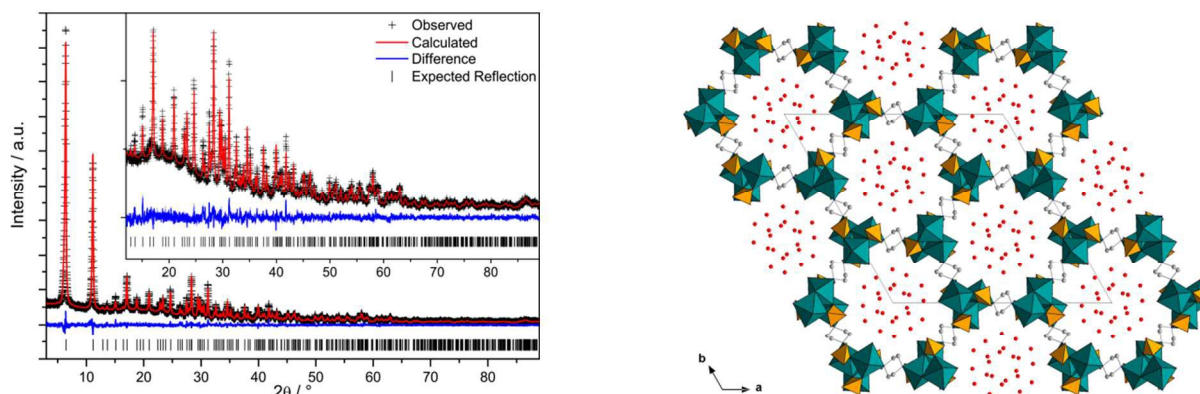 Observed
Calculated
Difference
Expected Reflection
Intensity / a.u.
20 30 40 50 60 70 80
10 20 30 40 50 60 70 80
2θ / °
b
a